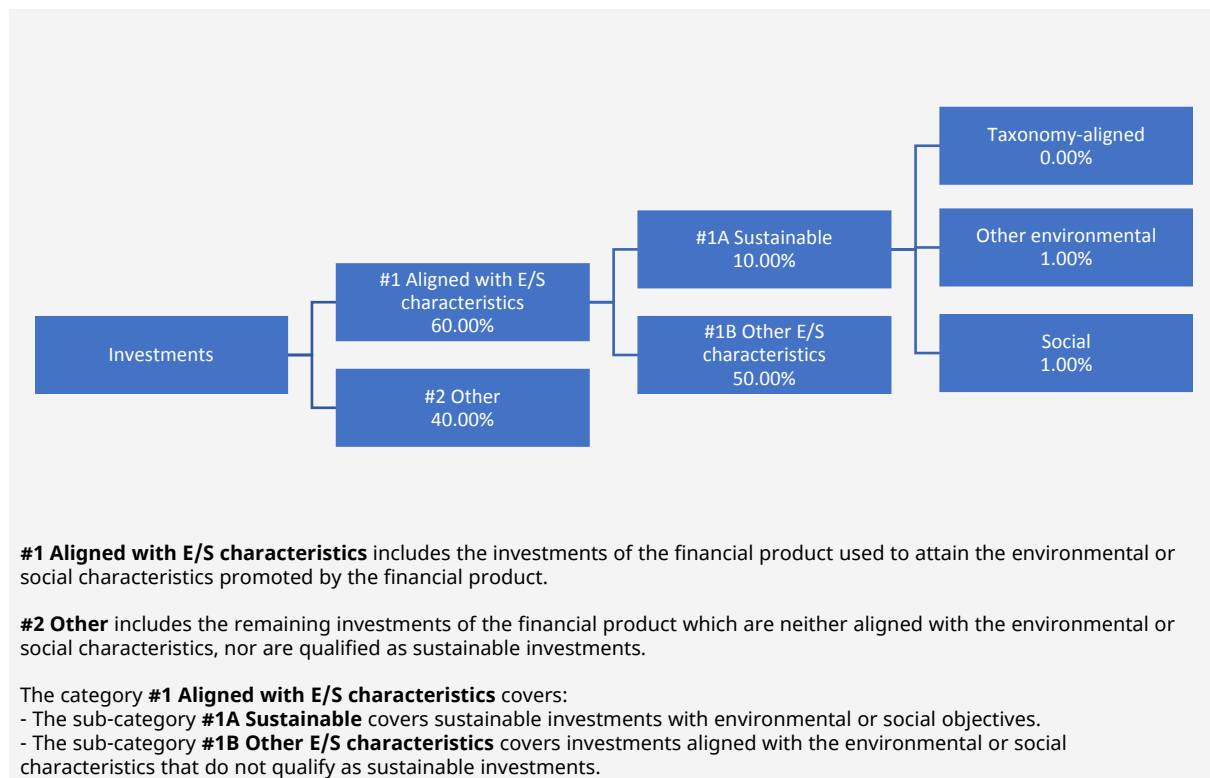 Investments
#1 Aligned with E/S
characteristics
60.00%
#2 Other
40.00%
#1A Sustainable
10.00%
#1B Other E/S
characteristics
50.00%
Taxonomy-aligned
0.00%
Other environmental
1.00%
Social
1.00%
#1 Aligned with E/S characteristics includes the investments of the financial product used to attain the environmental or
social characteristics promoted by the financial product.
#2 Other includes the remaining investments of the financial product which are neither aligned with the environmental or
social characteristics, nor are qualified as sustainable investments.
The category #1 Aligned with E/S characteristics covers:
- The sub-category #1A Sustainable covers sustainable investments with environmental or social objectives.
- The sub-category #1B Other E/S characteristics covers investments aligned with the environmental or social
characteristics that do not qualify as sustainable investments.